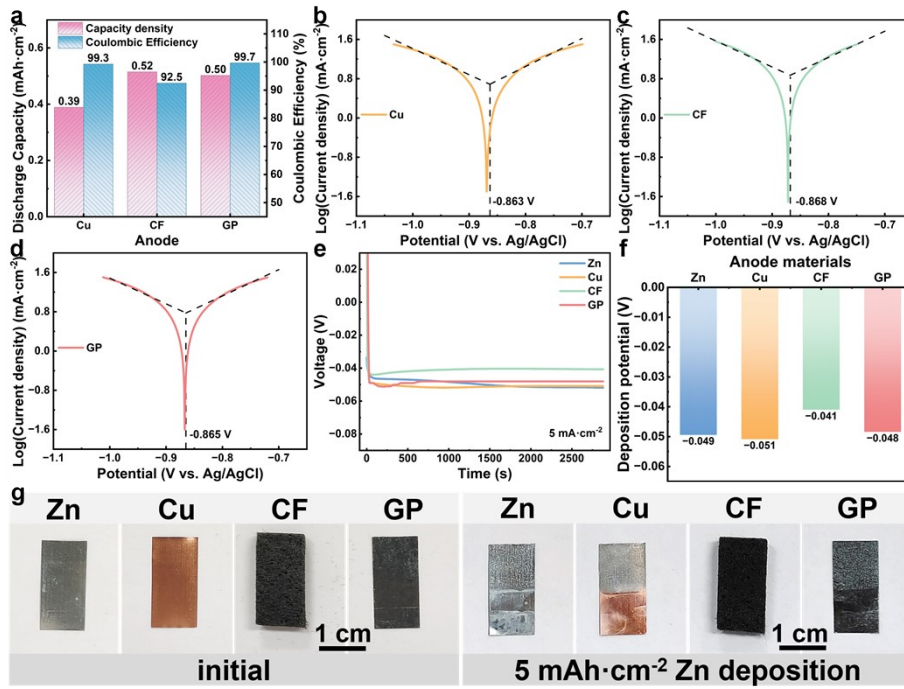 a
Discharge Capacity (mAh·cm⁻²)
0.6
0.4
0.2
0.0
Capacity density
Coulombic Efficiency
0.39
99.3
0.52
92.5
0.50
99.7
Cu
CF
GP
Anode
110
100
90
80
70
60
50
Coulombic Efficiency (%)
b
Log(Current density) (mA·cm⁻²)
2.4
1.6
0.8
0.0
−0.8
−1.6
Cu
-0.863 V
−1.1
−1.0
−0.9
−0.8
−0.7
Potential (V vs. Ag/AgCl)
c
Log(Current density) (mA·cm⁻²)
2.4
1.6
0.8
0.0
−0.8
−1.6
CF
-0.868 V
−1.1
−1.0
−0.9
−0.8
−0.7
Potential (V vs. Ag/AgCl)
d
Log(Current density) (mA·cm⁻²)
2.4
1.6
0.8
0.0
−0.8
−1.6
GP
-0.865 V
−1.1
−1.0
−0.9
−0.8
−0.7
Potential (V vs. Ag/AgCl)
e
Voltage (V)
0.02
0.00
−0.02
−0.04
−0.06
−0.08
Zn
Cu
CF
GP
5 mA·cm⁻²
0
500
1000
1500
2000
2500
Time (s)
f
Anode materials
Zn
Cu
CF
GP
Deposition potential (V)
0.00
−0.01
−0.02
−0.03
−0.04
−0.05
−0.06
−0.049
−0.051
−0.041
−0.048
g
Zn Cu CF GP
1 cm
initial
Zn Cu CF GP
1 cm
5 mAh·cm⁻² Zn deposition